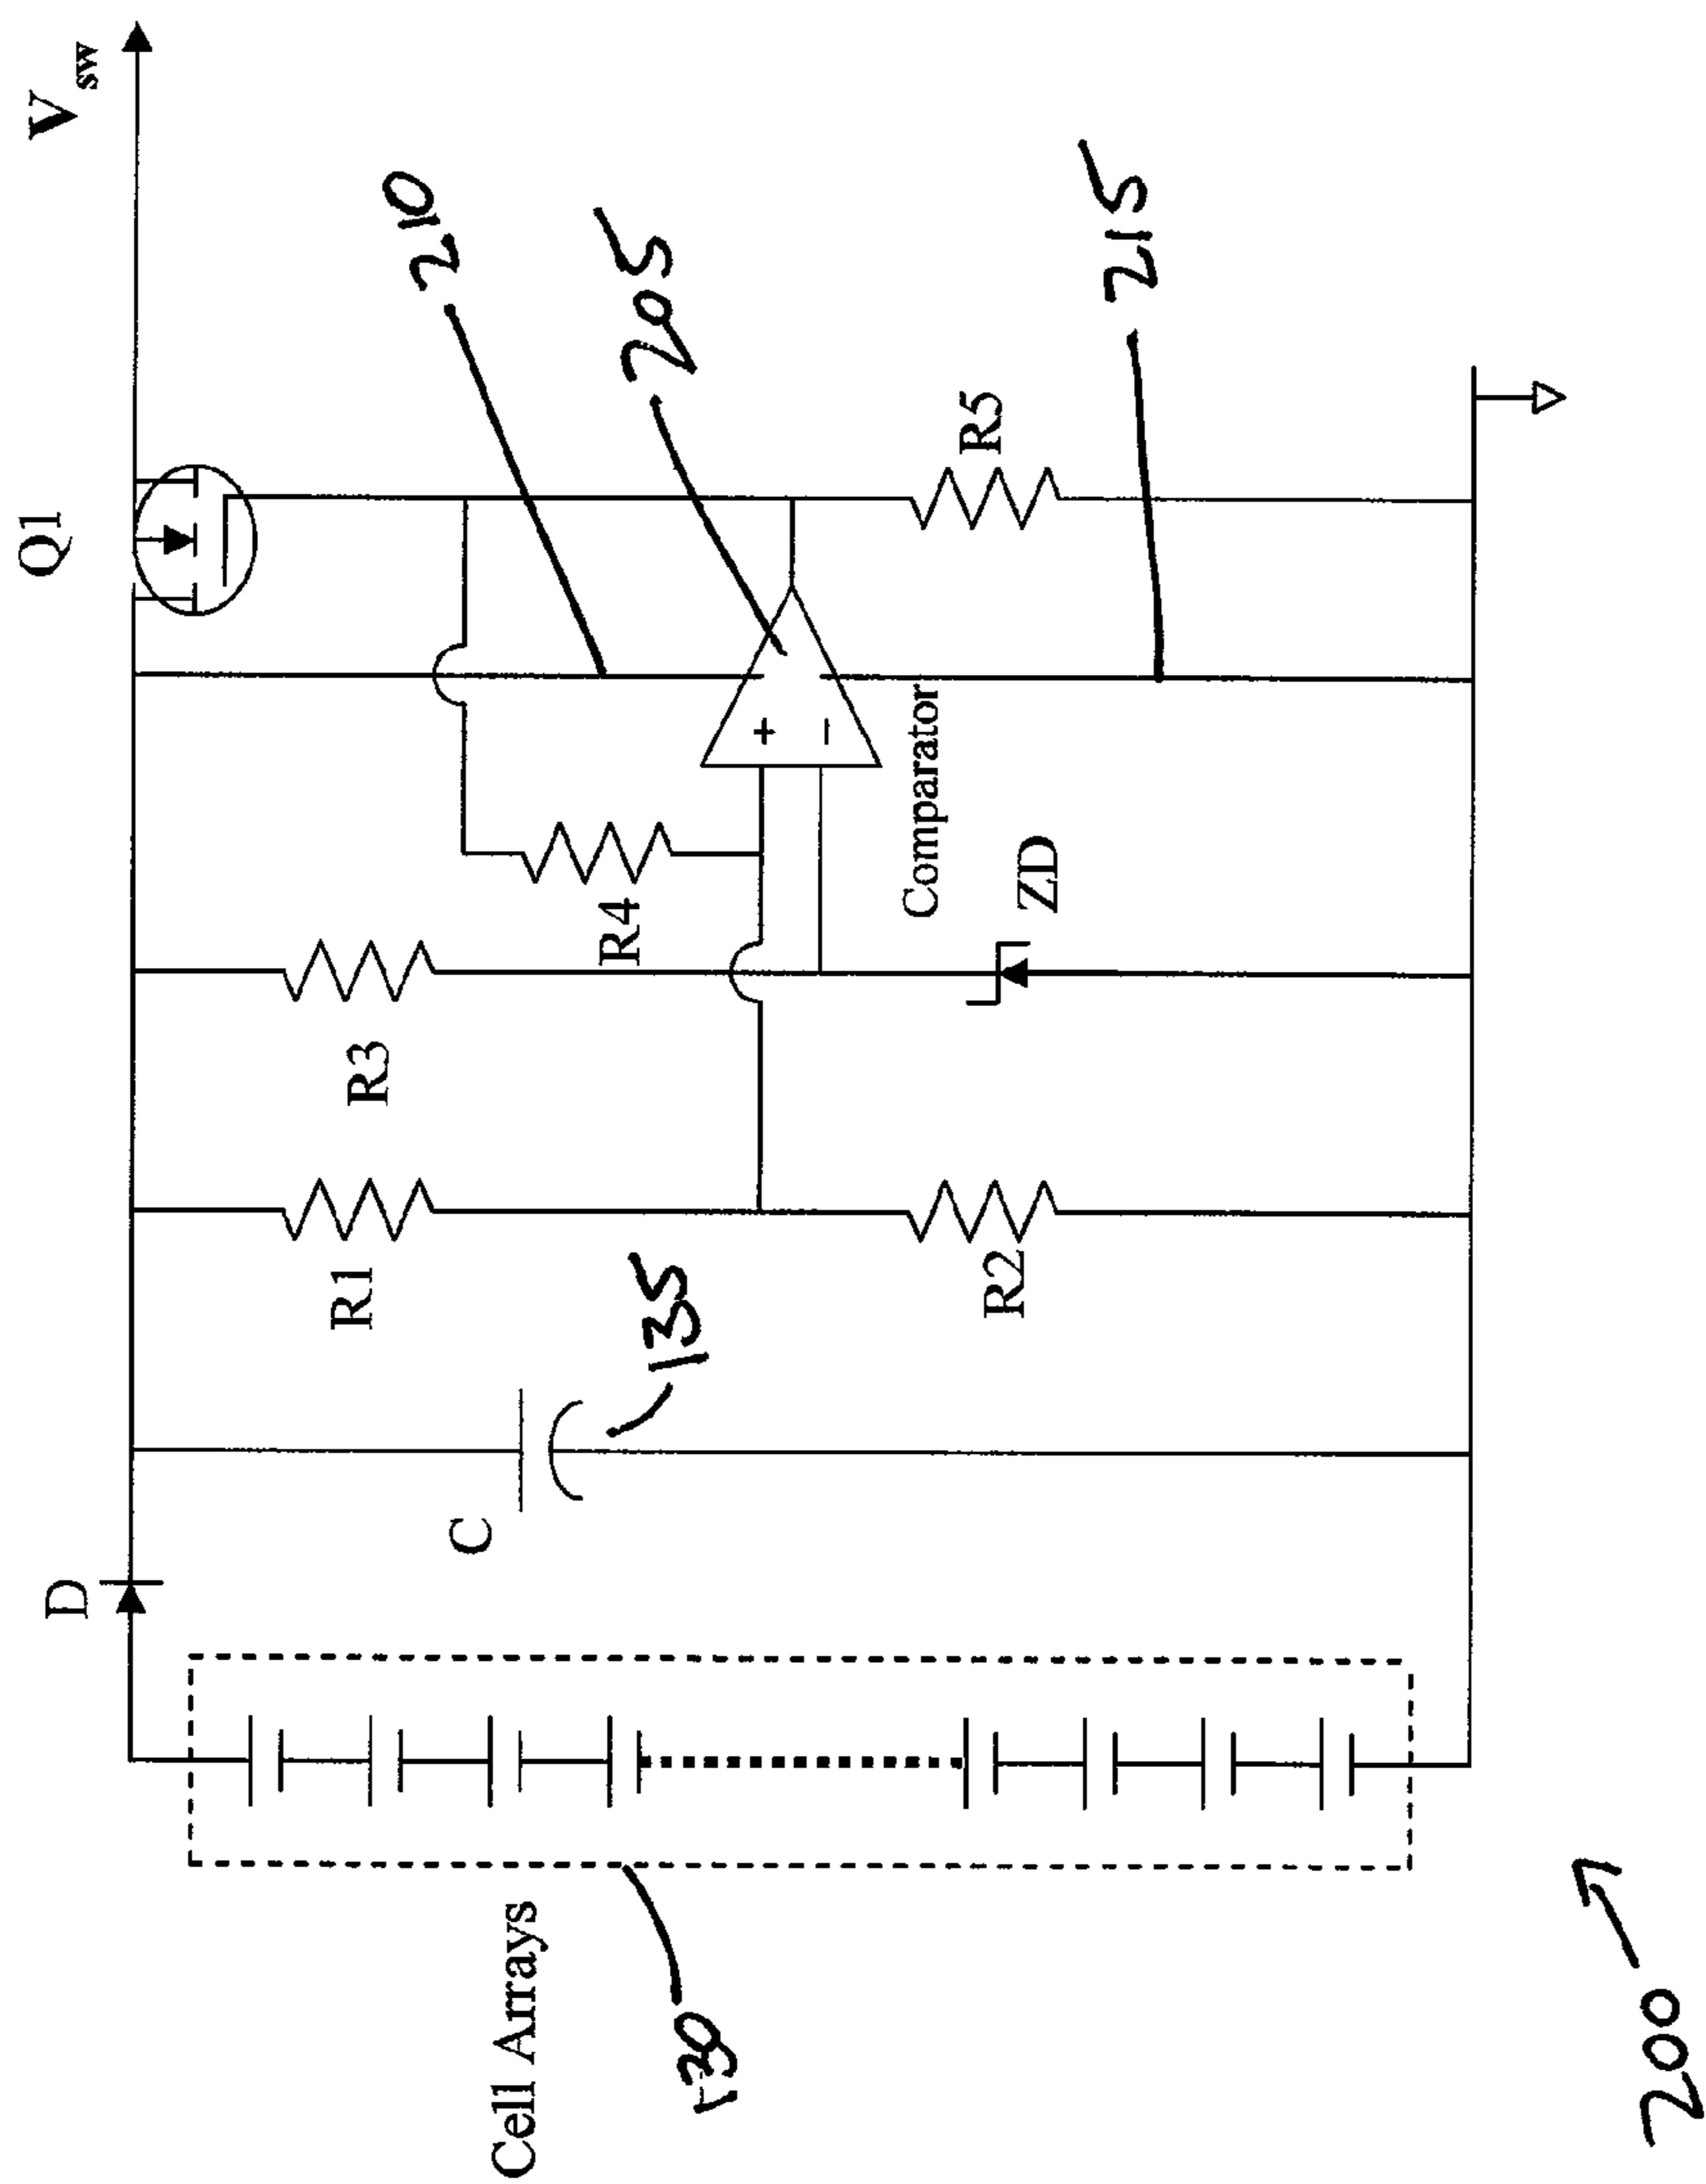 Cell Arrays
130
D
C
135
R1
R2
R3
R4
ZD
+
−
Comparator
R5
Q1
V_sw
210
205
215
200